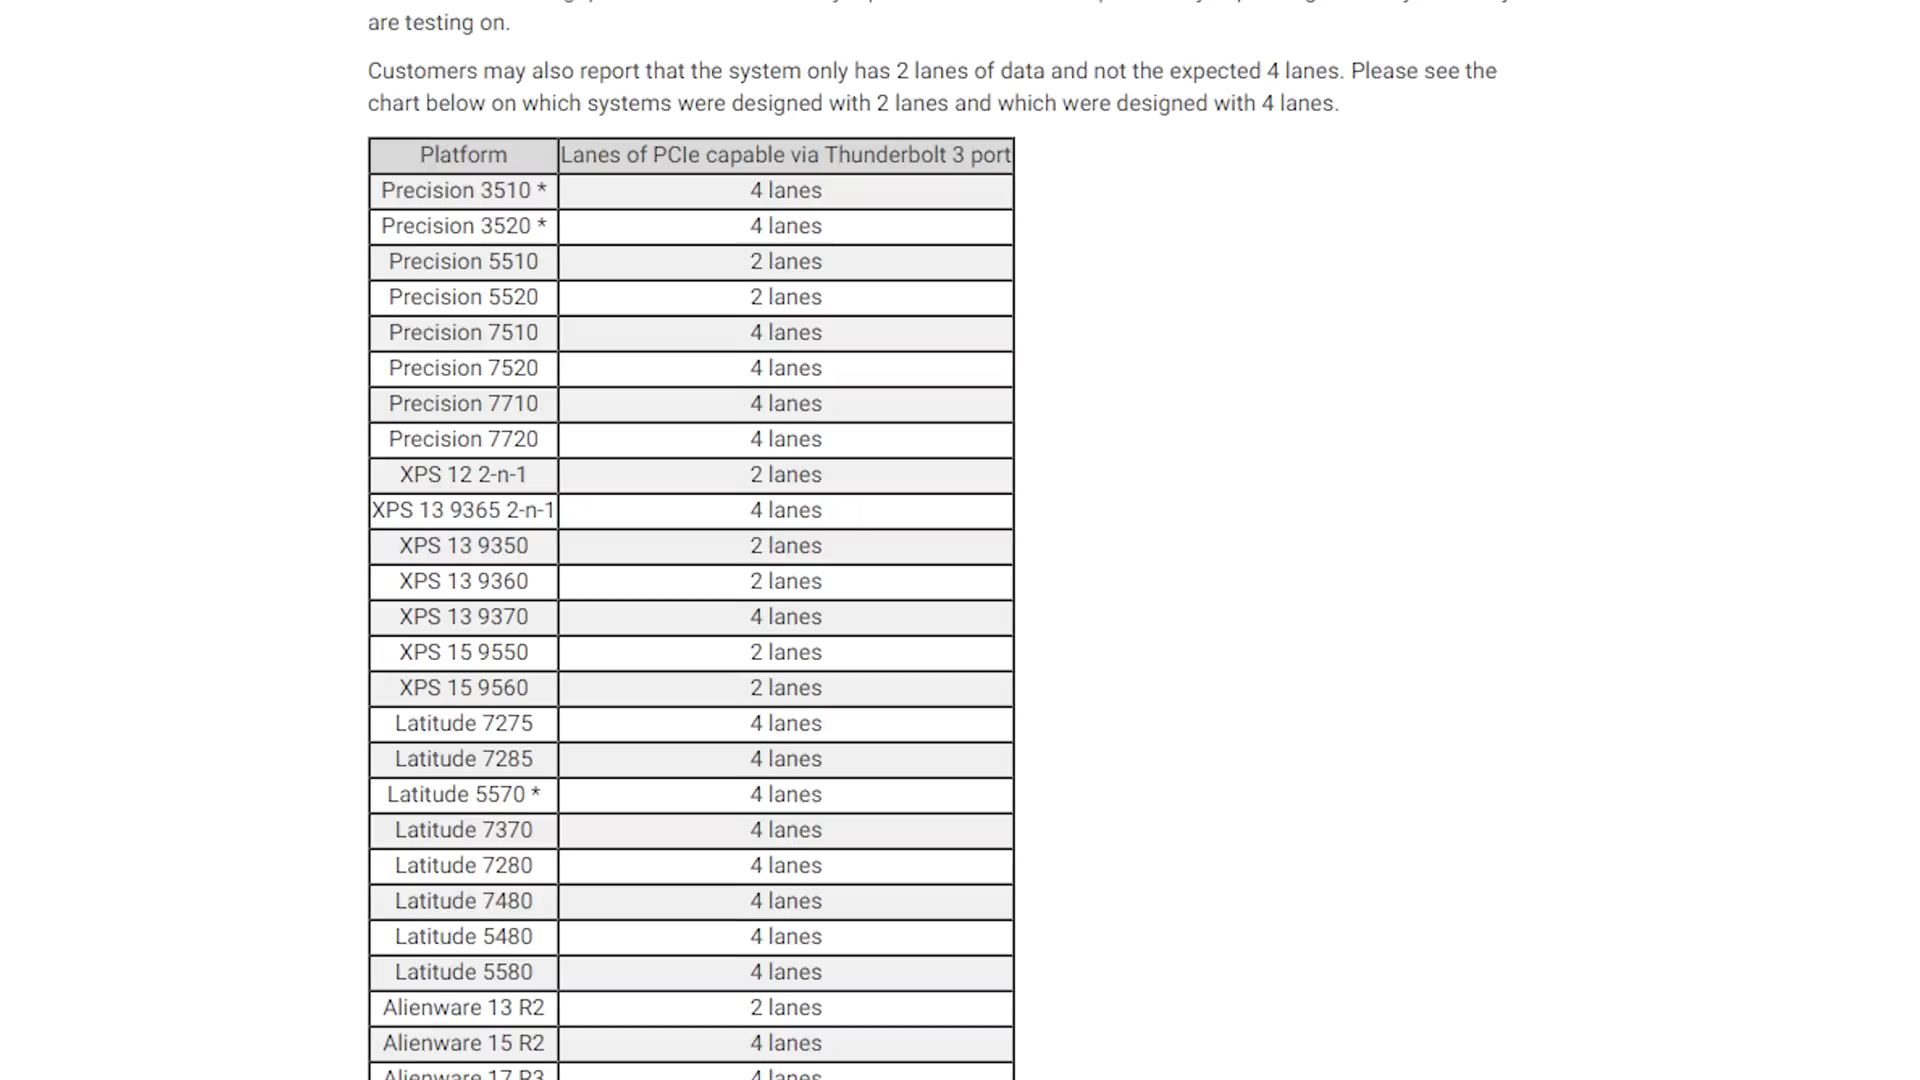 are testing on.
Customers may also report that the system only has 2 lanes of data and not the expected 4 lanes. Please see the
chart below on which systems were designed with 2 lanes and which were designed with 4 lanes.
Platform Lanes of PCIe capable via Thunderbolt 3 port
Precision 3510 * 4 lanes
Precision 3520 * 4 lanes
Precision 5510 2 lanes
Precision 5520 2 lanes
Precision 7510 4 lanes
Precision 7520 4 lanes
Precision 7710 4 lanes
Precision 7720 4 lanes
XPS 12 2-n-1 2 lanes
XPS 13 9365 2-n-1 4 lanes
XPS 13 9350 2 lanes
XPS 13 9360 2 lanes
XPS 13 9370 4 lanes
XPS 15 9550 2 lanes
XPS 15 9560 2 lanes
Latitude 7275 4 lanes
Latitude 7285 4 lanes
Latitude 5570 * 4 lanes
Latitude 7370 4 lanes
Latitude 7280 4 lanes
Latitude 7480 4 lanes
Latitude 5480 4 lanes
Latitude 5580 4 lanes
Alienware 13 R2 2 lanes
Alienware 15 R2 4 lanes
Alienware 17 R3 4 lanes